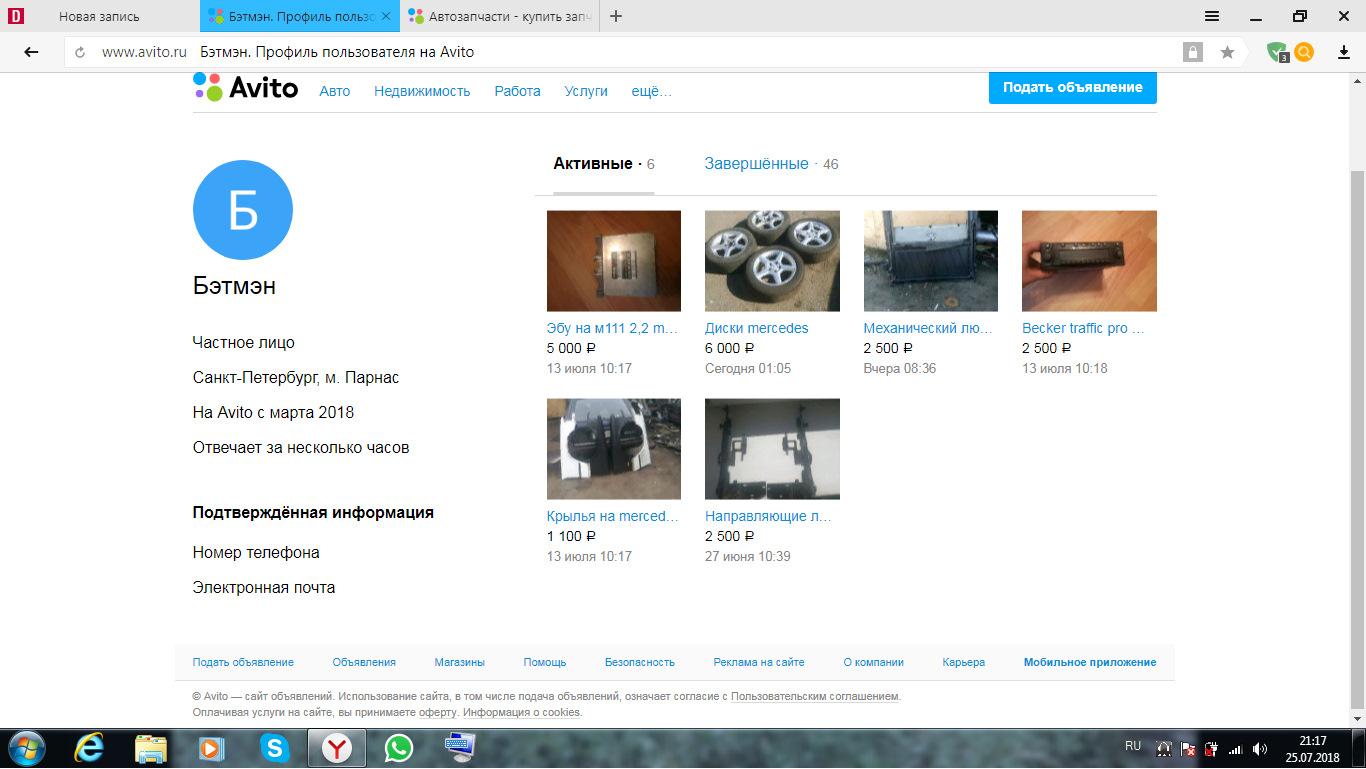 D
Новая запись
Бэтмэн. Профиль пользо
Автозапчасти - купить запч
www.avito.ru Бэтмэн. Профиль пользователя на Avito
3
Avito
Авто
Недвижимость
Работа
Услуги
ещё...
Подать объявление
Активные · 6
Завершённые · 46
Б
Бэтмэн
Частное лицо
Санкт-Петербург, м. Парнас
На Avito с марта 2018
Отвечает за несколько часов
Подтверждённая информация
Номер телефона
Электронная почта
Эбу на м111 2,2 m...
5 000 ₽
13 июля 10:17
Диски mercedes
6 000 ₽
Сегодня 01:05
Механический лю...
2 500 ₽
Вчера 08:36
Becker traffic pro ...
2 500 ₽
13 июля 10:18
Крылья на merced...
1 100 ₽
13 июля 10:17
Направляющие л...
2 500 ₽
27 июня 10:39
Подать объявление
Объявления
Магазины
Помощь
Безопасность
Реклама на сайте
О компании
Карьера
Мобильное приложение
© Avito — сайт объявлений. Использование сайта, в том числе подача объявлений, означает согласие с Пользовательским соглашением.
Оплачивая услуги на сайте, вы принимаете оферту. Информация о cookies.
RU
21:17
25.07.2018